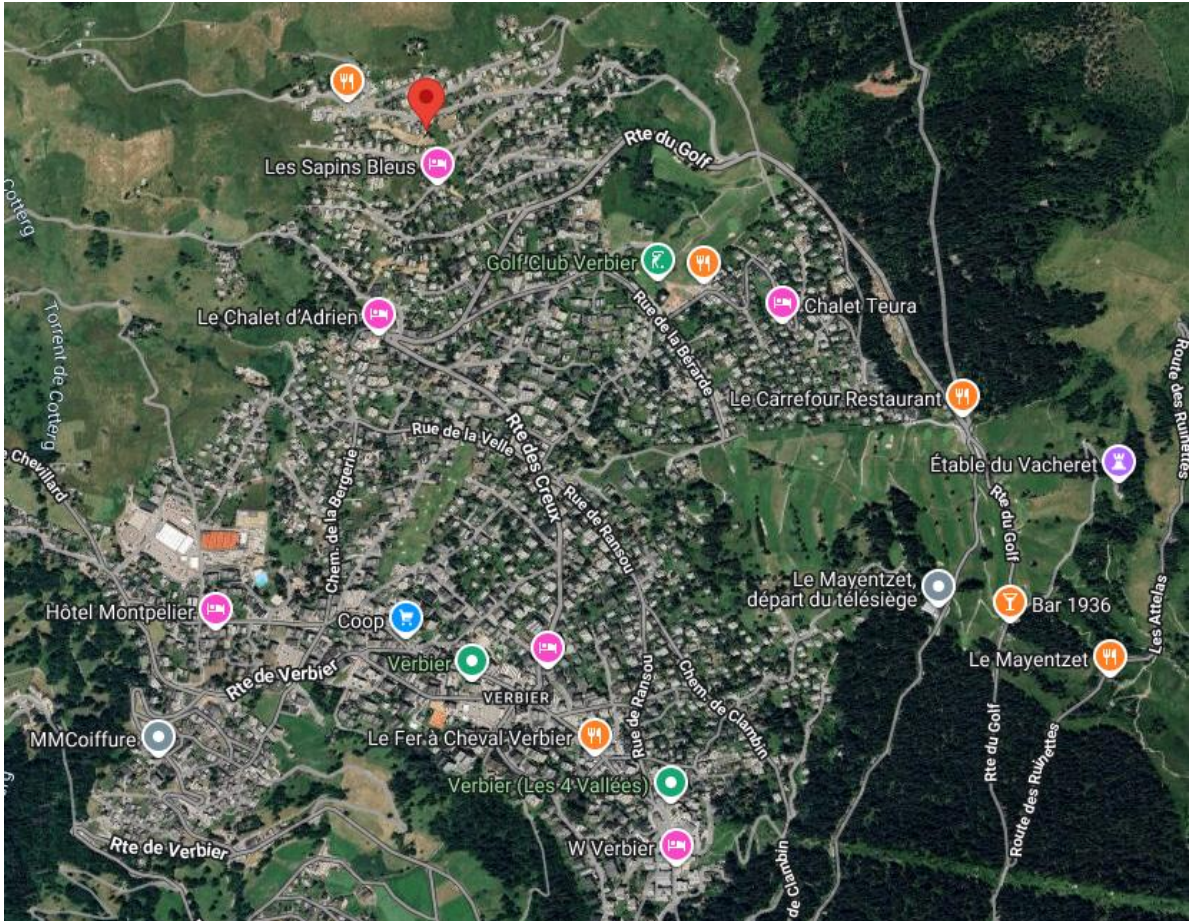 Rte du Golf
Les Sapins Bleus
Cotterg
Golf Club Verbier
Chalet Teura
Le Chalet d'Adrien
Rue de la Bérarde
Torrent de Cotterg
Route des Ruinettes
Le Carrefour Restaurant
Rue de la Velle
Rte des Creux
Étable du Vacheret
Chevillard
Chem. de la Bergerie
Rue de Ransou
Rte du Golf
Le Mayentzet,
départ du télésiège
Les Attelas
Bar 1936
Hôtel Montpelier
Coop
Verbier
Le Mayentzet
Rte de Verbier
VERBIER
Rue de Ransou
Chem. de Clambin
MMCoiffure
Le Fer à Cheval Verbier
Rte du Golf
Route des Ruinettes
Verbier (Les 4 Vallées)
Rte de Verbier
W Verbier
de Clambin